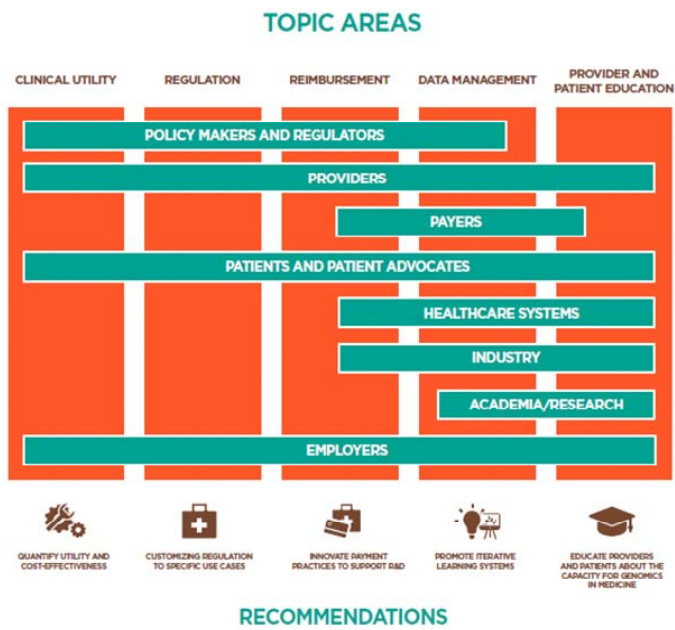 TOPIC AREAS
CLINICAL UTILITY
REGULATION
REIMBURSEMENT
DATA MANAGEMENT
PROVIDER AND
PATIENT EDUCATION
POLICY MAKERS AND REGULATORS
PROVIDERS
PAYERS
PATIENTS AND PATIENT ADVOCATES
HEALTHCARE SYSTEMS
INDUSTRY
ACADEMIA/RESEARCH
EMPLOYERS
QUANTIFY UTILITY AND
COST-EFFECTIVENESS
CUSTOMIZING REGULATION
TO SPECIFIC USE CASES
INNOVATE PAYMENT
PRACTICES TO SUPPORT R&D
PROMOTE ITERATIVE
LEARNING SYSTEMS
EDUCATE PROVIDERS
AND PATIENTS ABOUT THE
CAPACITY FOR GENOMICS
IN MEDICINE
RECOMMENDATIONS